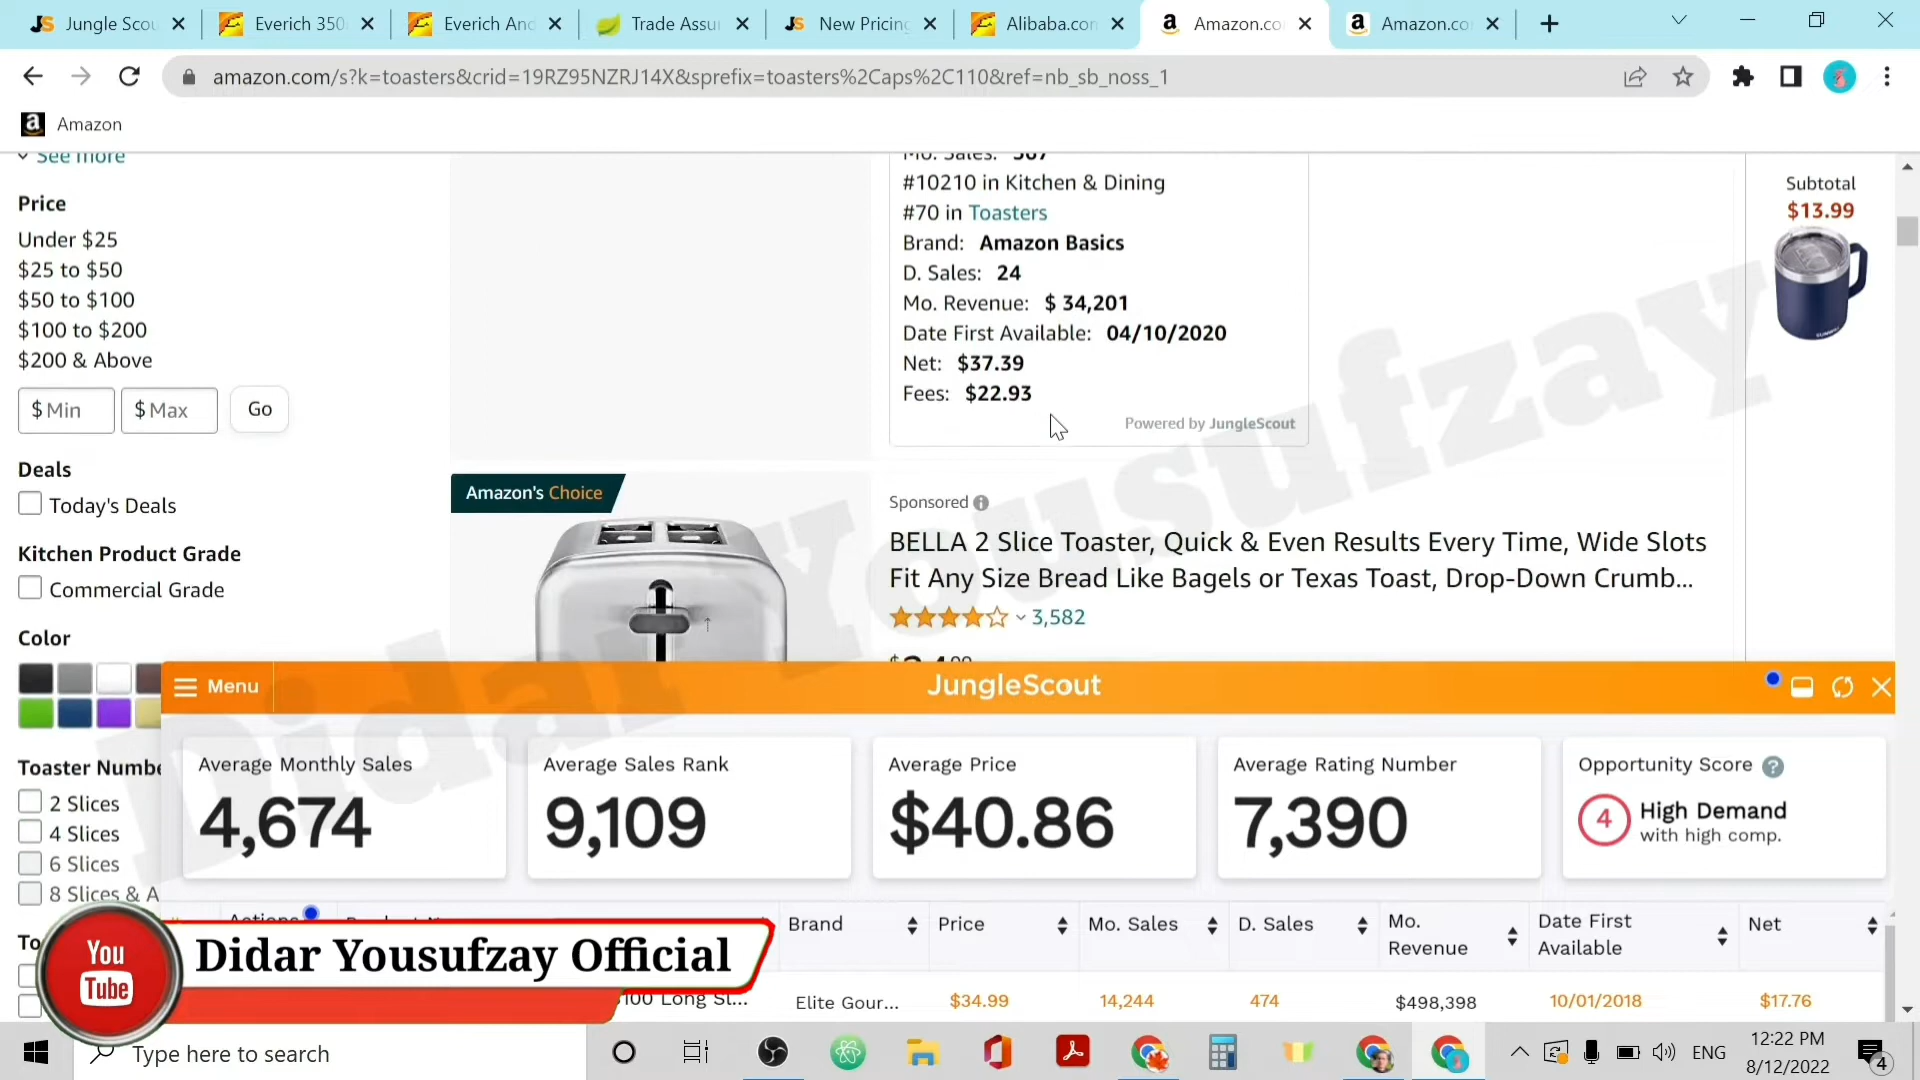 Jungle Scou
Everich 350
Everich And
Trade Assu
New Pricing
Alibaba.com
Amazon.co
Amazon.co
amazon.com/s?k=toasters&crid=19RZ95NZRJ14X&sprefix=toasters%2Caps%2C110&ref=nb_sb_noss_1
Amazon
See more
Price
Under $25
$25 to $50
$50 to $100
$100 to $200
$200 & Above
$ Min
$ Max
Go
Deals
Today's Deals
Kitchen Product Grade
Commercial Grade
Color
Toaster Numbe
2 Slices
4 Slices
6 Slices
8 Slices & A
To
Mo. Sales: 567
#10210 in Kitchen & Dining
#70 in Toasters
Brand: Amazon Basics
D. Sales: 24
Mo. Revenue: $ 34,201
Date First Available: 04/10/2020
Net: $37.39
Fees: $22.93
Powered by JungleScout
Amazon's Choice
Sponsored
BELLA 2 Slice Toaster, Quick & Even Results Every Time, Wide Slots
Fit Any Size Bread Like Bagels or Texas Toast, Drop-Down Crumb...
3,582
Subtotal
$13.99
Didar Yousufzay
Menu
JungleScout
Average Monthly Sales
4,674
Average Sales Rank
9,109
Average Price
$40.86
Average Rating Number
7,390
Opportunity Score
4
High Demand
with high comp.
Actions
Brand
Price
Mo. Sales
D. Sales
Mo.
Revenue
Date First
Available
Net
Long Sl...
Elite Gour...
$34.99
14,244
474
$498,398
10/01/2018
$17.76
You
Tube
Didar Yousufzay Official
Type here to search
ENG
12:22 PM
8/12/2022
4